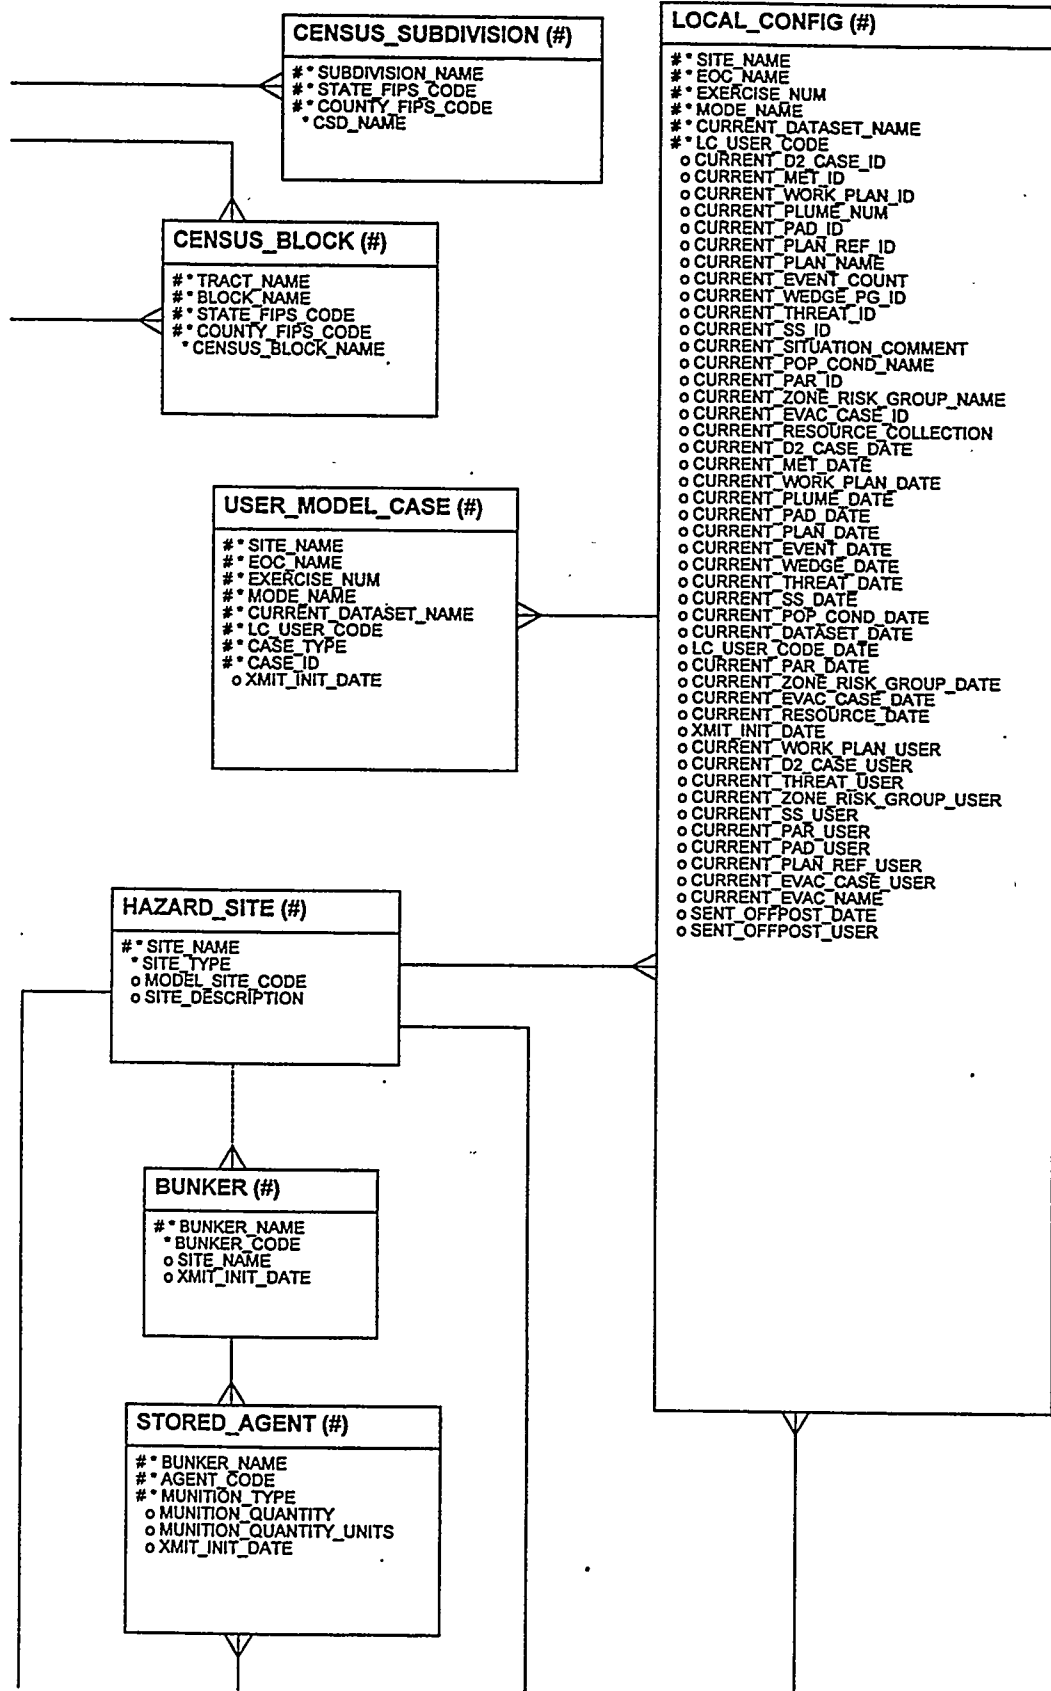 CENSUS_SUBDIVISION (#)
#* SUBDIVISION_NAME
#* STATE_FIPS_CODE
#* COUNTY_FIPS_CODE
* CSD_NAME
CENSUS_BLOCK (#)
#* TRACT_NAME
#* BLOCK_NAME
#* STATE_FIPS_CODE
#* COUNTY_FIPS_CODE
* CENSUS_BLOCK_NAME
USER_MODEL_CASE (#)
#* SITE_NAME
#* EOC_NAME
#* EXERCISE_NUM
#* MODE_NAME
#* CURRENT_DATASET_NAME
#* LC_USER_CODE
#* CASE_TYPE
#* CASE_ID
o XMIT_INIT_DATE
HAZARD_SITE (#)
#* SITE_NAME
* SITE_TYPE
o MODEL_SITE_CODE
o SITE_DESCRIPTION
BUNKER (#)
#* BUNKER_NAME
* BUNKER_CODE
o SITE_NAME
o XMIT_INIT_DATE
STORED_AGENT (#)
#* BUNKER_NAME
#* AGENT_CODE
#* MUNITION_TYPE
o MUNITION_QUANTITY
o MUNITION_QUANTITY_UNITS
o XMIT_INIT_DATE
LOCAL_CONFIG (#)
#* SITE_NAME
#* EOC_NAME
#* EXERCISE_NUM
#* MODE_NAME
#* CURRENT_DATASET_NAME
#* LC_USER_CODE
o CURRENT_D2_CASE_ID
o CURRENT_MET_ID
o CURRENT_WORK_PLAN_ID
o CURRENT_PLUME_NUM
o CURRENT_PAD_ID
o CURRENT_PLAN_REF_ID
o CURRENT_PLAN_NAME
o CURRENT_EVENT_COUNT
o CURRENT_WEDGE_PG_ID
o CURRENT_THREAT_ID
o CURRENT_SS_ID
o CURRENT_SITUATION_COMMENT
o CURRENT_POP_COND_NAME
o CURRENT_PAR_ID
o CURRENT_ZONE_RISK_GROUP_NAME
o CURRENT_EVAC_CASE_ID
o CURRENT_RESOURCE_COLLECTION
o CURRENT_D2_CASE_DATE
o CURRENT_MET_DATE
o CURRENT_WORK_PLAN_DATE
o CURRENT_PLUME_DATE
o CURRENT_PAD_DATE
o CURRENT_PLAN_DATE
o CURRENT_EVENT_DATE
o CURRENT_WEDGE_DATE
o CURRENT_THREAT_DATE
o CURRENT_SS_DATE
o CURRENT_POP_COND_DATE
o CURRENT_DATASET_DATE
o LC_USER_CODE_DATE
o CURRENT_PAR_DATE
o CURRENT_ZONE_RISK_GROUP_DATE
o CURRENT_EVAC_CASE_DATE
o CURRENT_RESOURCE_DATE
o XMIT_INIT_DATE
o CURRENT_WORK_PLAN_USER
o CURRENT_D2_CASE_USER
o CURRENT_THREAT_USER
o CURRENT_ZONE_RISK_GROUP_USER
o CURRENT_SS_USER
o CURRENT_PAR_USER
o CURRENT_PAD_USER
o CURRENT_PLAN_REF_USER
o CURRENT_EVAC_CASE_USER
o CURRENT_EVAC_NAME
o SENT_OFFPOST_DATE
o SENT_OFFPOST_USER